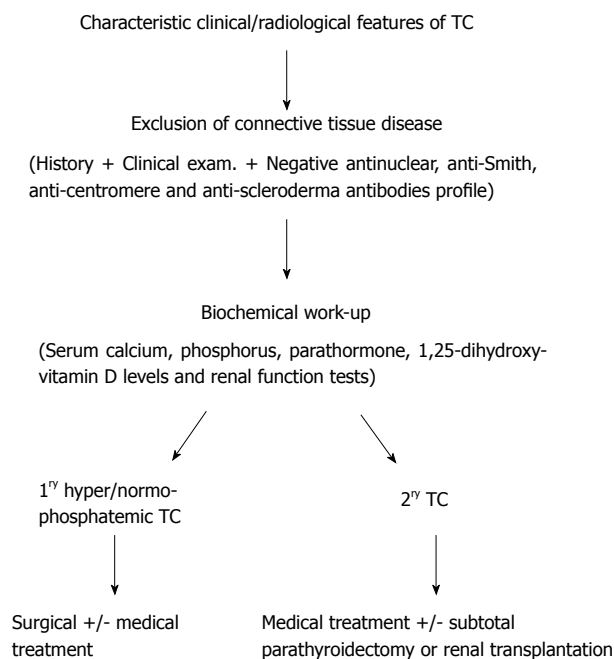 Characteristic clinical/radiological features of TC
Exclusion of connective tissue disease
(History + Clinical exam. + Negative antinuclear, anti-Smith,
anti-centromere and anti-scleroderma antibodies profile)
Biochemical work-up
(Serum calcium, phosphorus, parathormone, 1,25-dihydroxy-
vitamin D levels and renal function tests)
1ry hyper/normo-
phosphatemic TC
2ry TC
Surgical +/- medical
treatment
Medical treatment +/- subtotal
parathyroidectomy or renal transplantation